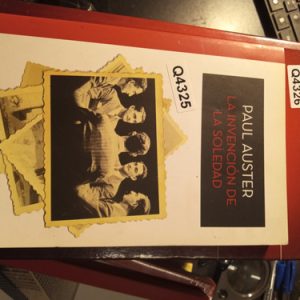 Q4325
PAUL AUSTER
LA INVENCIÓN DE
LA SOLEDAD
Q4326